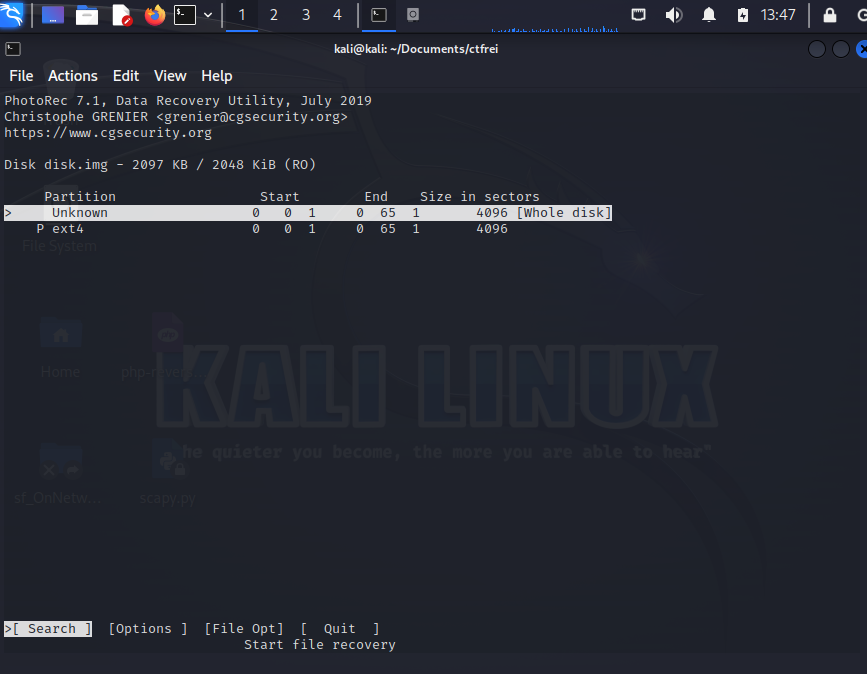 1 2 3 4 13:47
kali@kali: ~/Documents/ctfrei
File Actions Edit View Help
PhotoRec 7.1, Data Recovery Utility, July 2019
Christophe GRENIER <grenier@cgsecurity.org>
https://www.cgsecurity.org
Disk disk.img - 2097 KB / 2048 KiB (RO)
Partition Start End Size in sectors
> Unknown 0 0 1 0 65 1 4096 [Whole disk]
P ext4 0 0 1 0 65 1 4096
File System
Home
KALI LINUX
he quieter you become, the more you are able to hear"
sf_OnNetw... scapy.py
>[ Search ] [Options ] [File Opt] [ Quit ]
Start file recovery